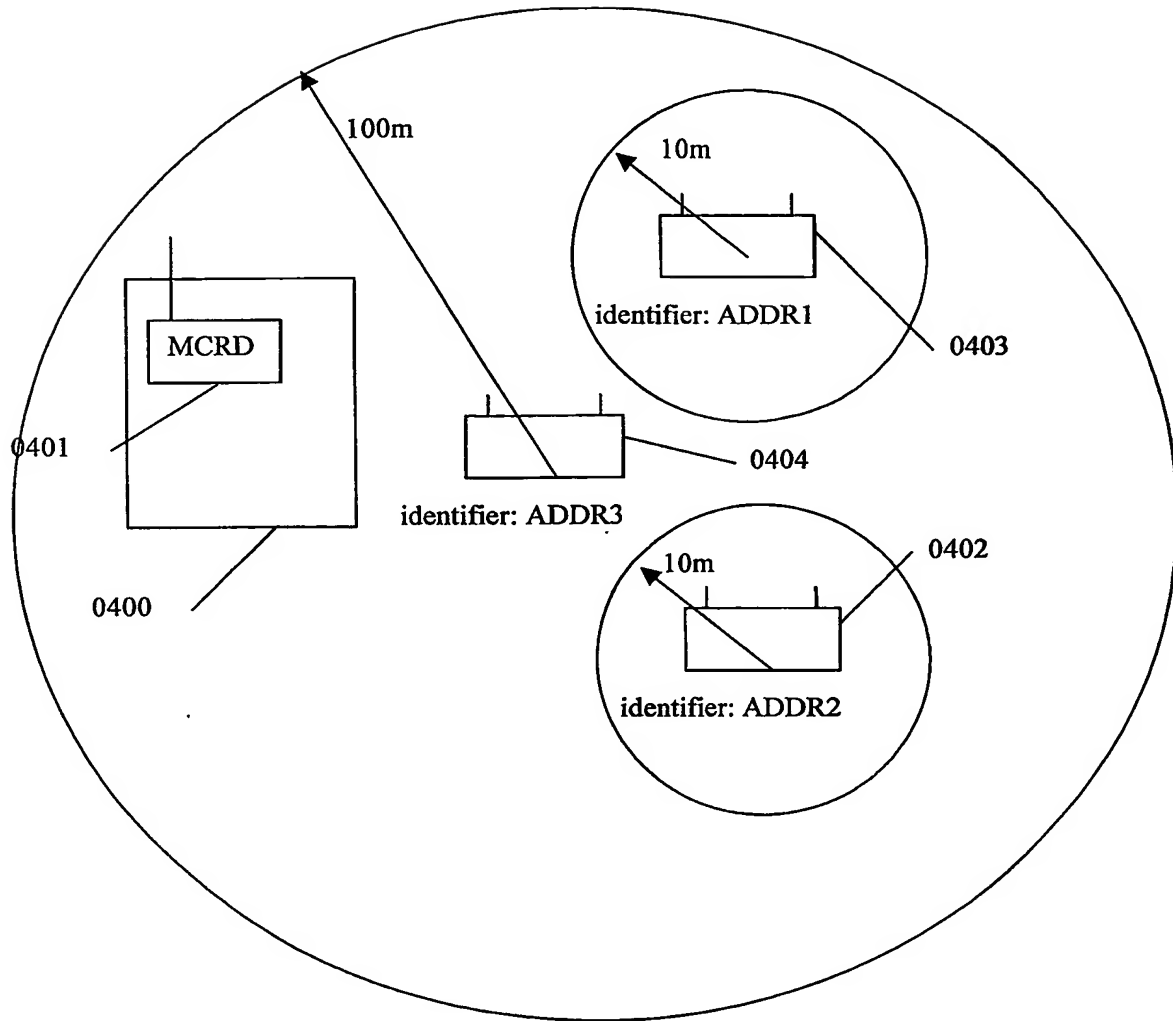 100m
10m
MCRD
identifier: ADDR1
0403
0401
0404
identifier: ADDR3
0402
10m
0400
identifier: ADDR2